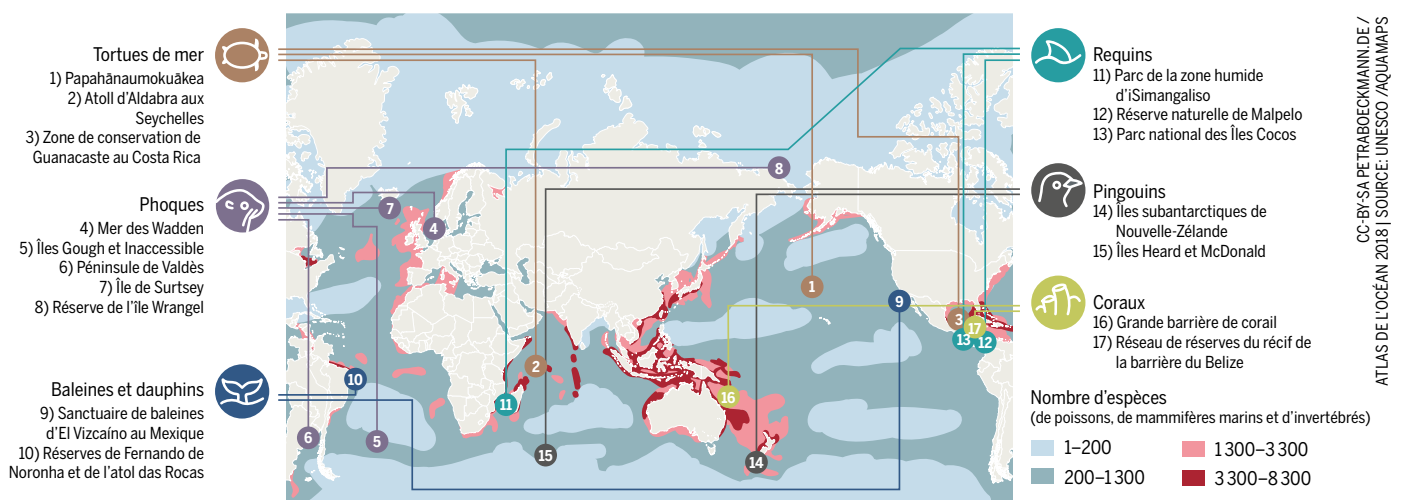 Tortues de mer
1) Papahānaumokuākea
2) Atoll d'Aldabra aux
Seychelles
3) Zone de conservation de
Guanacaste au Costa Rica
Phoques
4) Mer des Wadden
5) Îles Gough et Inaccessible
6) Péninsule de Valdès
7) Île de Surtsey
8) Réserve de l'île Wrangel
Baleines et dauphins
9) Sanctuaire de baleines
d'El Vizcaíno au Mexique
10) Réserves de Fernando de
Noronha et de l'atol das Rocas
8
7
4
1
9
3
17
13
12
2
10
11
16
6
5
15
14
Requins
11) Parc de la zone humide
d'iSimangaliso
12) Réserve naturelle de Malpelo
13) Parc national des Îles Cocos
Pingouins
14) Îles subantarctiques de
Nouvelle-Zélande
15) Îles Heard et McDonald
Coraux
16) Grande barrière de corail
17) Réseau de réserves du récif de
la barrière du Belize
Nombre d'espèces
(de poissons, de mammifères marins et d'invertébrés)
1–200
200–1 300
1 300–3 300
3 300–8 300
ATLAS DE L'OCÉAN 2018 | SOURCE: UNESCO /AQUAMAPS
CC-BY-SA PETRABOECKMANN.DE /